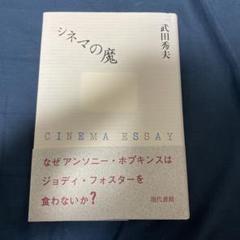 シネマの魔
武田秀夫
CINEMA ESSAY
なぜアンソニー・ホプキンスは
ジョディ・フォスターを
食わないか?
現代書館